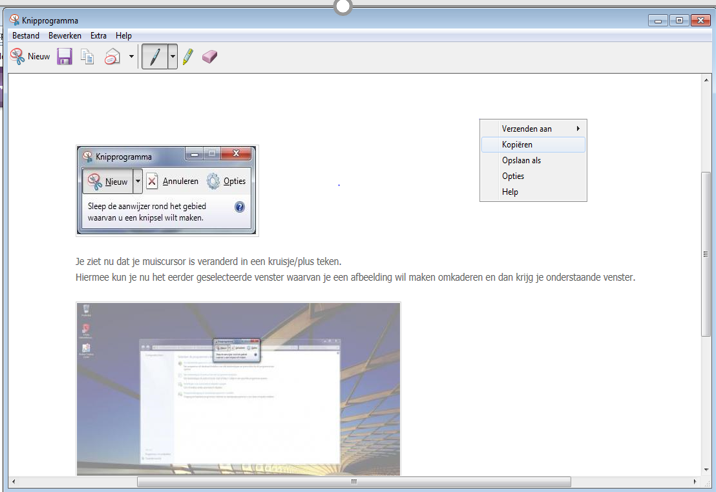 Knipprogramma
Bestand Bewerken Extra Help
Nieuw
Verzenden aan
Kopiëren
Opslaan als
Opties
Help
Knipprogramma
Nieuw Annuleren Opties
Sleep de aanwijzer rond het gebied
waarvan u een knipsel wilt maken.
Je ziet nu dat je muiscursor is veranderd in een kruisje/plus teken.
Hiermee kun je nu het eerder geselecteerde venster waarvan je een afbeelding wil maken omkaderen en dan krijg je onderstaande venster.